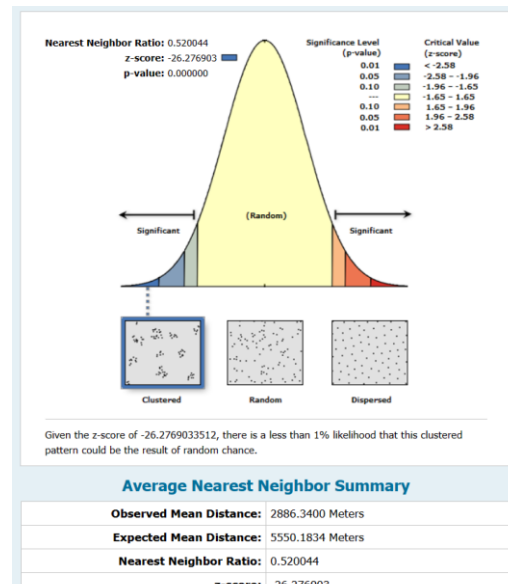 Nearest Neighbor Ratio: 0.520044
z-score: -26.276903
p-value: 0.000000
Significance Level
(p-value)
Critical Value
(z-score)
0.01 < -2.58
0.05 -2.58 – -1.96
0.10 -1.96 – -1.65
--- -1.65 – 1.65
0.10 1.65 – 1.96
0.05 1.96 – 2.58
0.01 > 2.58
(Random)
Significant
Significant
Clustered
Random
Dispersed
Given the z-score of -26.2769033512, there is a less than 1% likelihood that this clustered
pattern could be the result of random chance.
Average Nearest Neighbor Summary
Observed Mean Distance: 2886.3400 Meters
Expected Mean Distance: 5550.1834 Meters
Nearest Neighbor Ratio: 0.520044
z-score: -26.276903